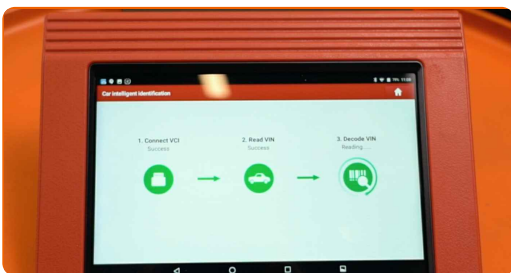 Car intelligent identification
1. Connect VCI
Success
2. Read VIN
Success
3. Decode VIN
Reading.....